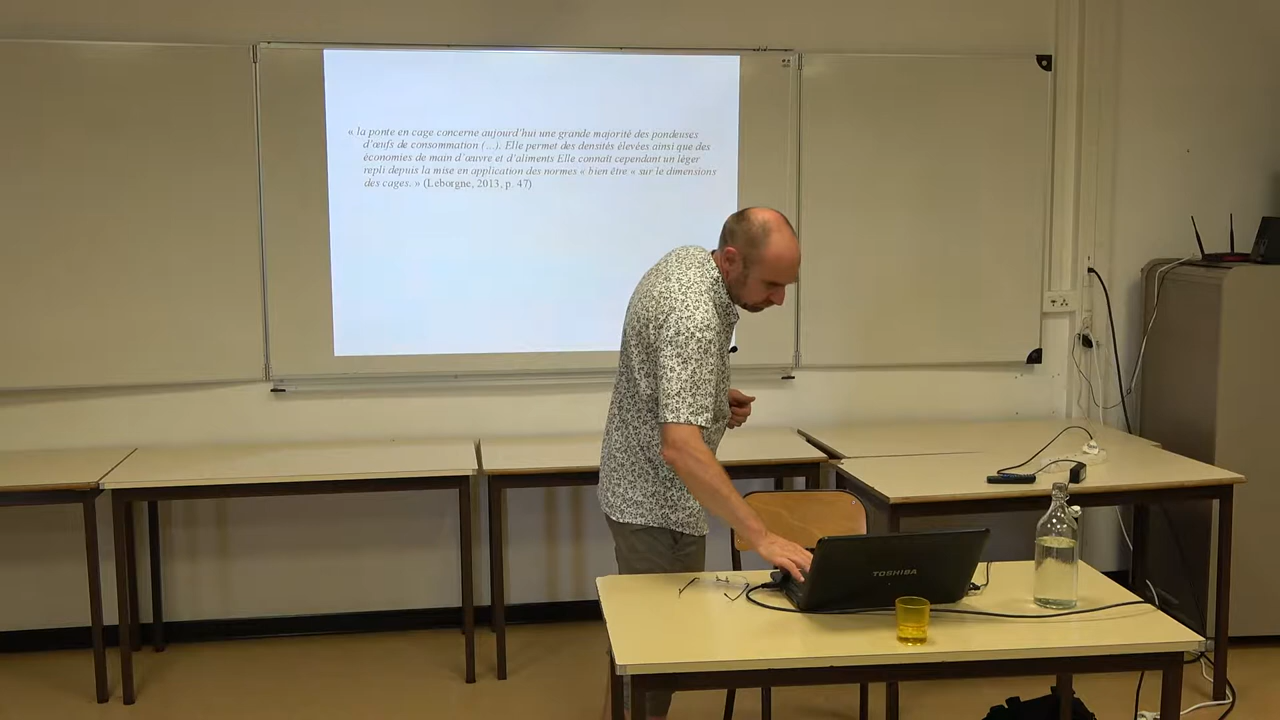 « la ponte en cage concerne aujourd'hui une grande majorité des pondeuses
d'œufs de consommation (...). Elle permet des densités élevées ainsi que des
économies de main d'œuvre et d'aliments Elle connaît cependant un léger
repli depuis la mise en application des normes « bien être « sur le dimensions
des cages. » (Leborgne, 2013, p. 47)
TOSHIBA